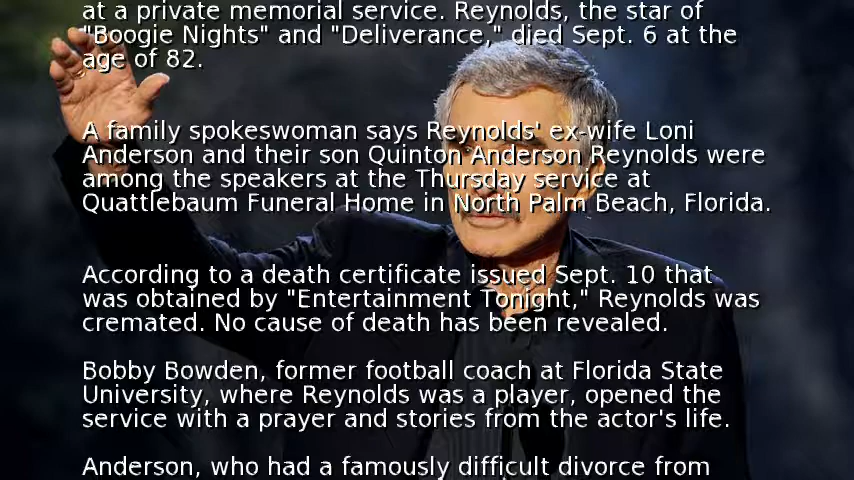 at a private memorial service. Reynolds, the star of
"Boogie Nights" and "Deliverance," died Sept. 6 at the
age of 82.
A family spokeswoman says Reynolds' ex-wife Loni
Anderson and their son Quinton Anderson Reynolds were
among the speakers at the Thursday service at
Quattlebaum Funeral Home in North Palm Beach, Florida.
According to a death certificate issued Sept. 10 that
was obtained by "Entertainment Tonight," Reynolds was
cremated. No cause of death has been revealed.
Bobby Bowden, former football coach at Florida State
University, where Reynolds was a player, opened the
service with a prayer and stories from the actor's life.
Anderson, who had a famously difficult divorce from